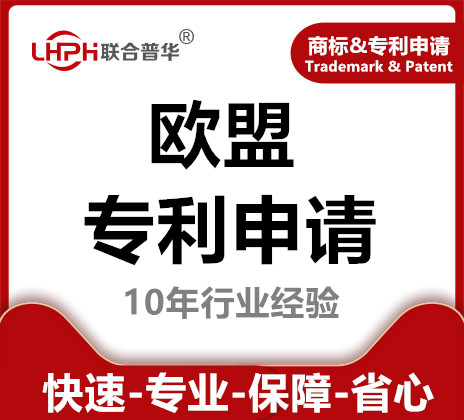 LHPH联合普华®
商标&专利申请
Trademark & Patent
欧盟
专利申请
10年行业经验
快速-专业-保障-省心